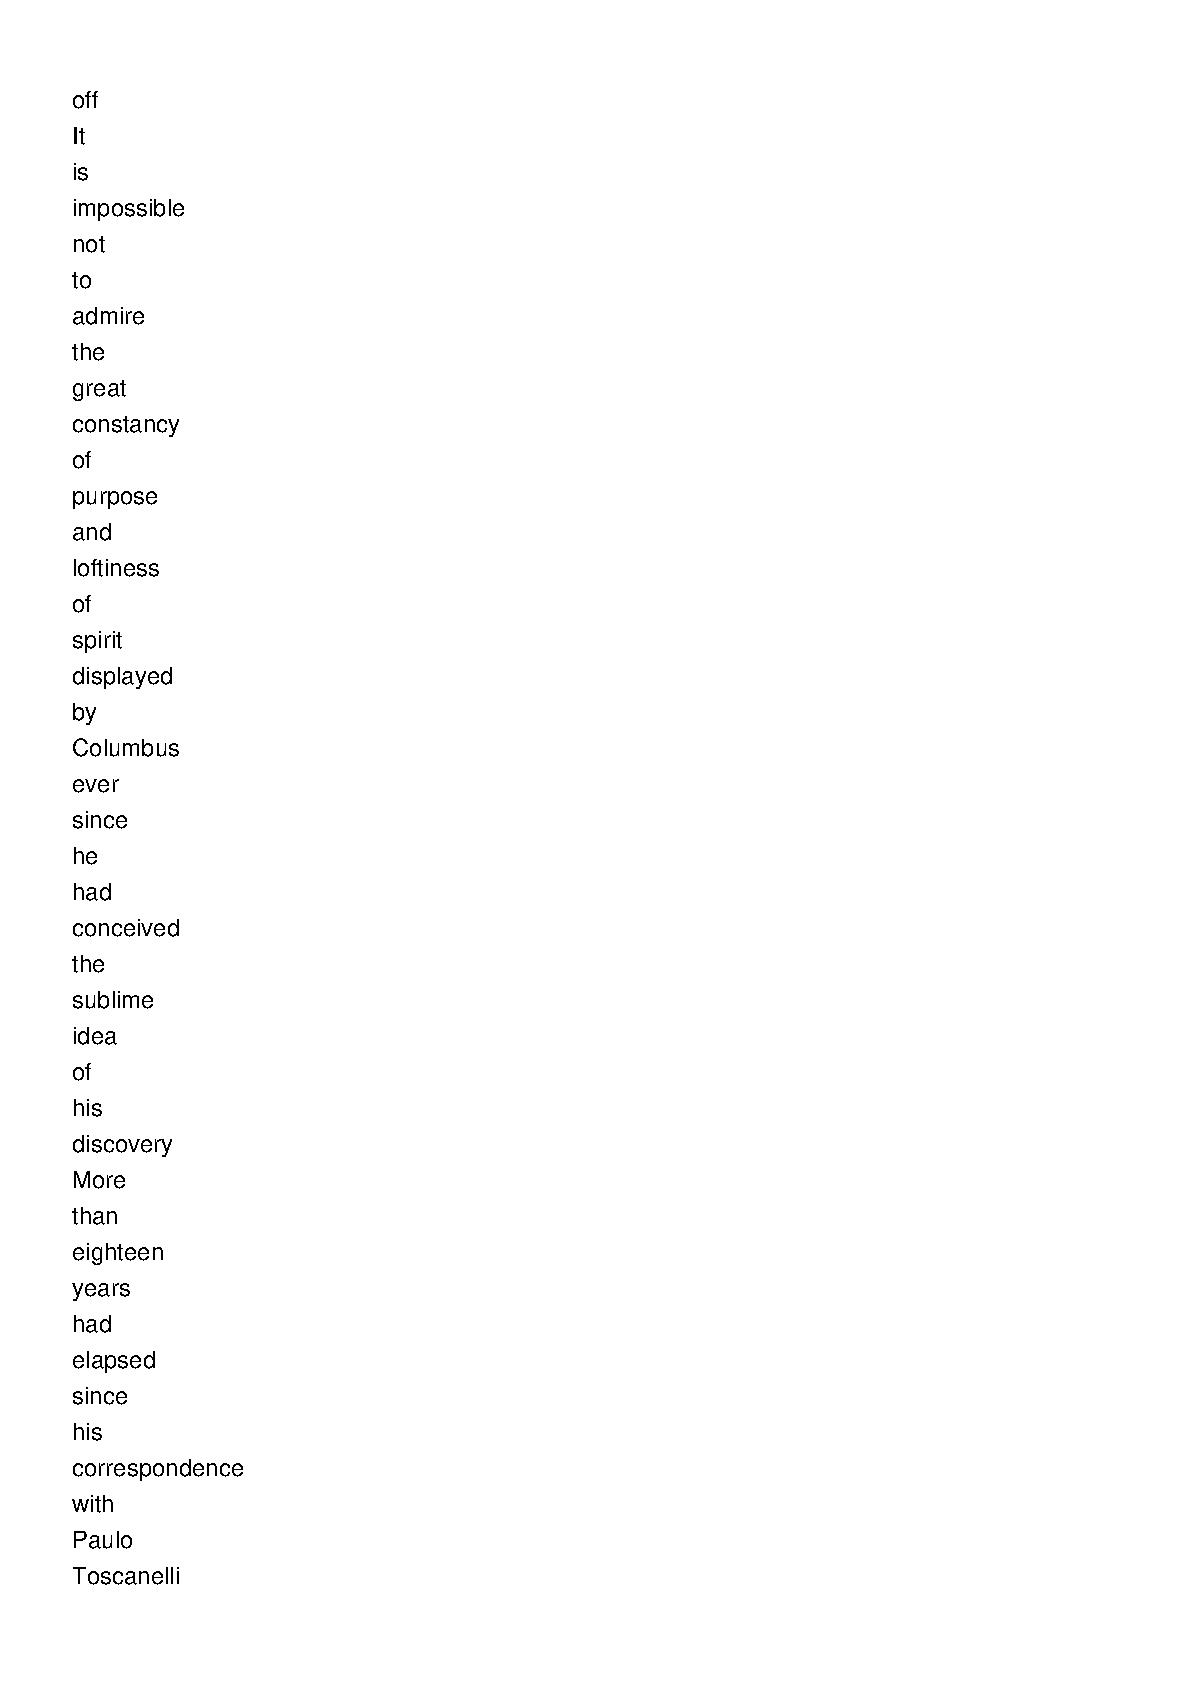 off
It
is
impossible
not
to
admire
the
great
constancy
of
purpose
and
loftiness
of
spirit
displayed
by
Columbus
ever
since
he
had
conceived
the
sublime
idea
of
his
discovery
More
than
eighteen
years
had
elapsed
since
his
correspondence
with
Paulo
Toscanelli